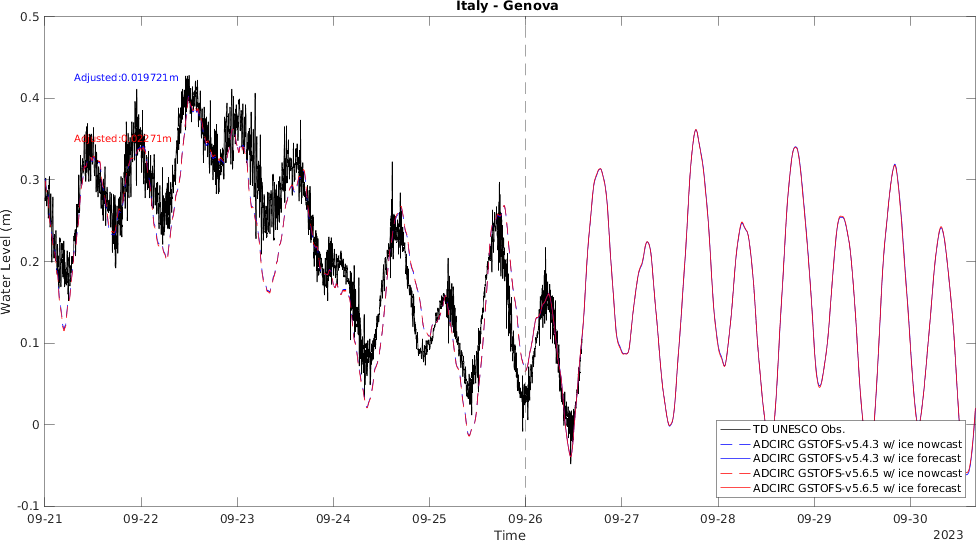 Italy - Genova
0.5
0.4
0.3
0.2
0.1
0
-0.1
Water Level (m)
Adjusted:0.019721m
TD UNESCO Obs.
ADCIRC GSTOFS-v5.4.3 w/ ice nowcast
ADCIRC GSTOFS-v5.4.3 w/ ice forecast
ADCIRC GSTOFS-v5.6.5 w/ ice nowcast
ADCIRC GSTOFS-v5.6.5 w/ ice forecast
09-21 09-22 09-23 09-24 09-25 09-26 09-27 09-28 09-29 09-30
Time
2023